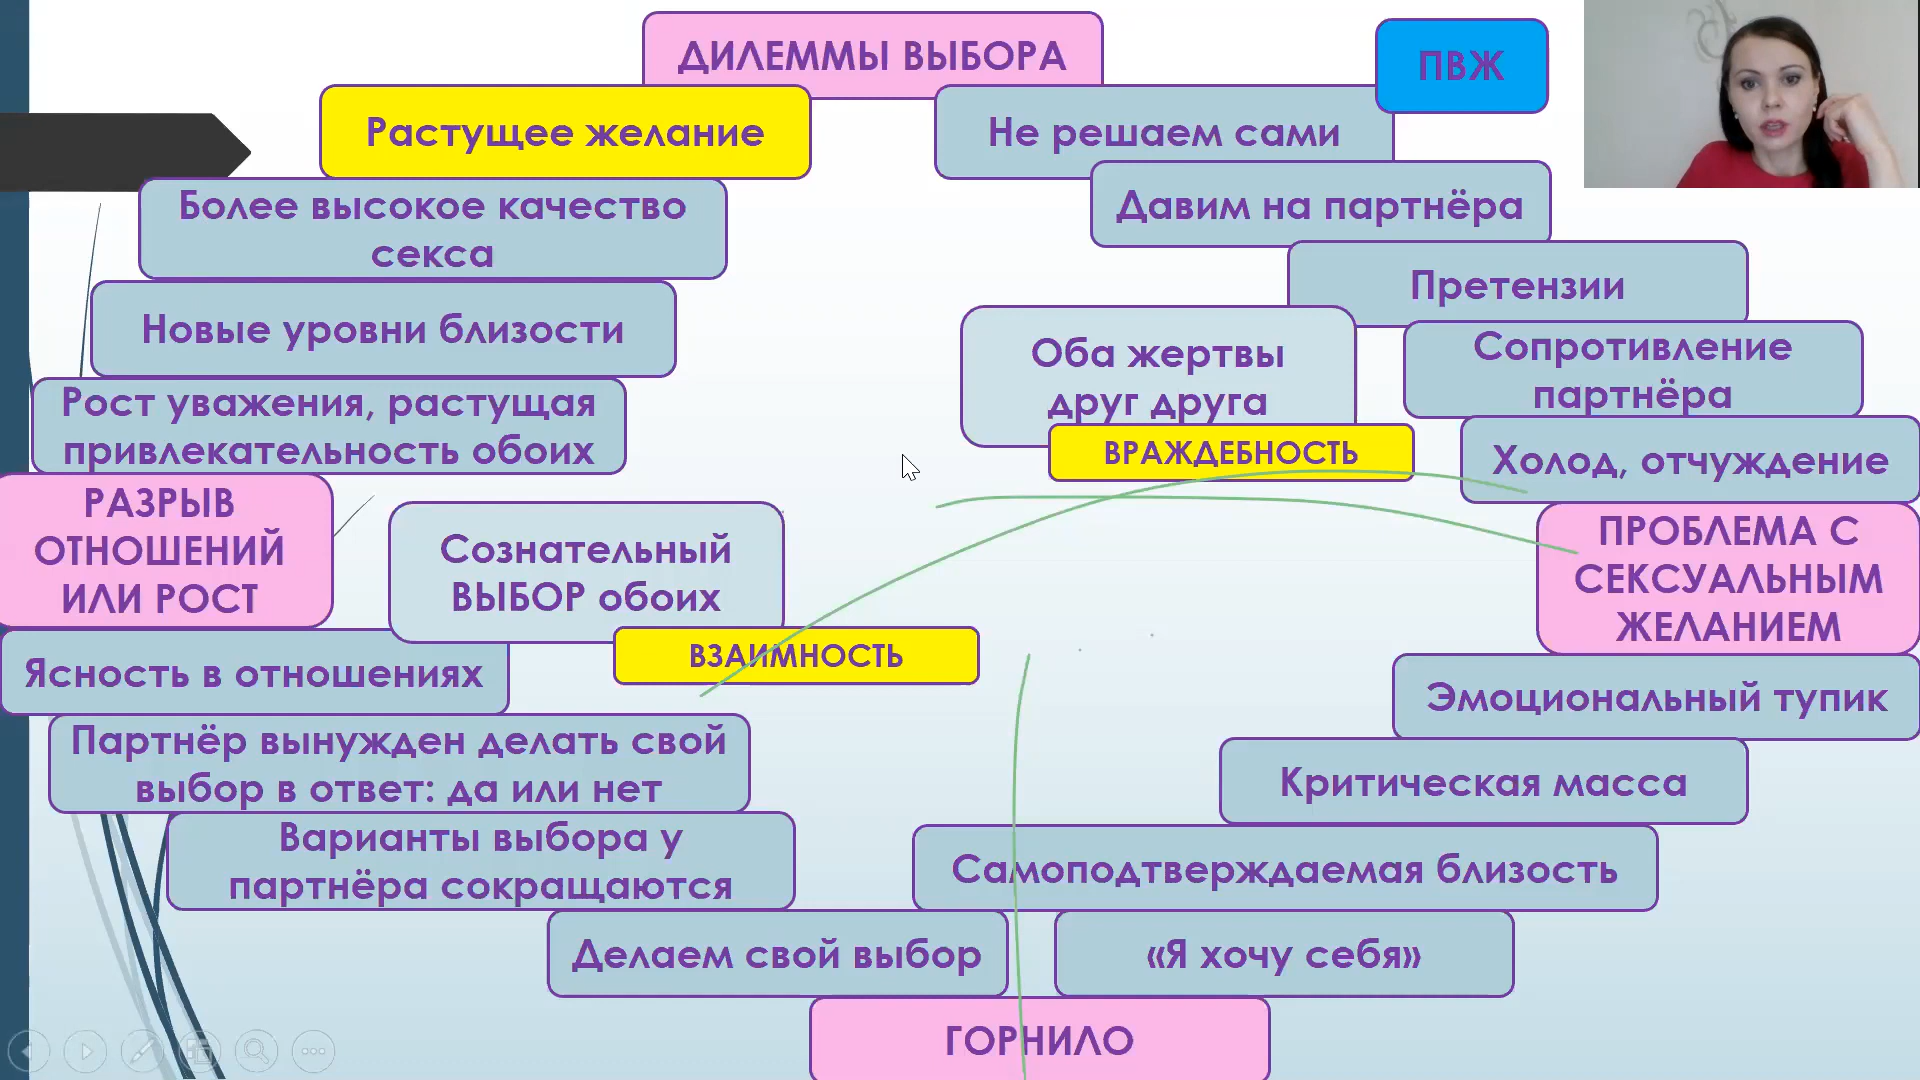 ДИЛЕММЫ ВЫБОРА
ПВЖ
Растущее желание
Не решаем сами
Более высокое качество
секса
Давим на партнёра
Новые уровни близости
Претензии
Оба жертвы
друг друга
Сопротивление
партнёра
Рост уважения, растущая
привлекательность обоих
ВРАЖДЕБНОСТЬ
Холод, отчуждение
РАЗРЫВ
ОТНОШЕНИЙ
ИЛИ РОСТ
Сознательный
ВЫБОР обоих
ПРОБЛЕМА С
СЕКСУАЛЬНЫМ
ЖЕЛАНИЕМ
ВЗАИМНОСТЬ
Ясность в отношениях
Эмоциональный тупик
Партнёр вынужден делать свой
выбор в ответ: да или нет
Критическая масса
Варианты выбора у
партнёра сокращаются
Самоподтверждаемая близость
Делаем свой выбор
«Я хочу себя»
ГОРНИЛО